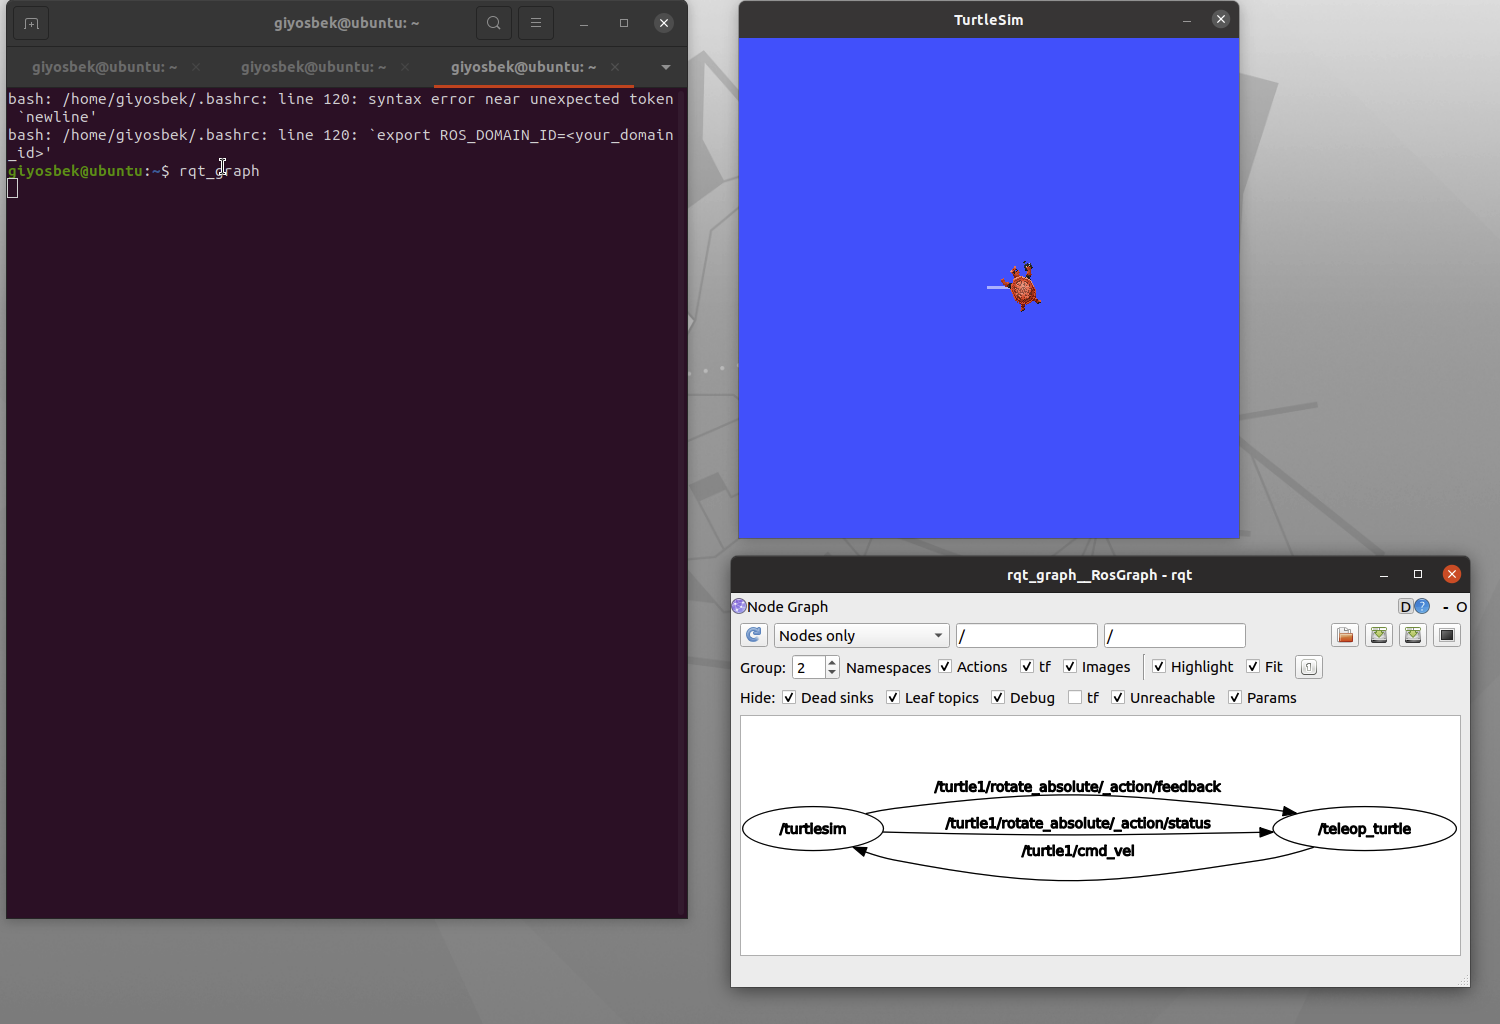 giyosbek@ubuntu: ~
giyosbek@ubuntu: ~
giyosbek@ubuntu: ~
giyosbek@ubuntu: ~
bash: /home/giyosbek/.bashrc: line 120: syntax error near unexpected token
`newline'
bash: /home/giyosbek/.bashrc: line 120: `export ROS_DOMAIN_ID=<your_domain
_id>'
giyosbek@ubuntu:~$ rqt_graph
TurtleSim
rqt_graph__RosGraph - rqt
Node Graph
D ? - O
Nodes only / /
Group: 2 Namespaces Actions tf Images Highlight Fit
Hide: Dead sinks Leaf topics Debug tf Unreachable Params
/turtle1/rotate_absolute/_action/feedback
/turtlesim /turtle1/rotate_absolute/_action/status /teleop_turtle
/turtle1/cmd_vel